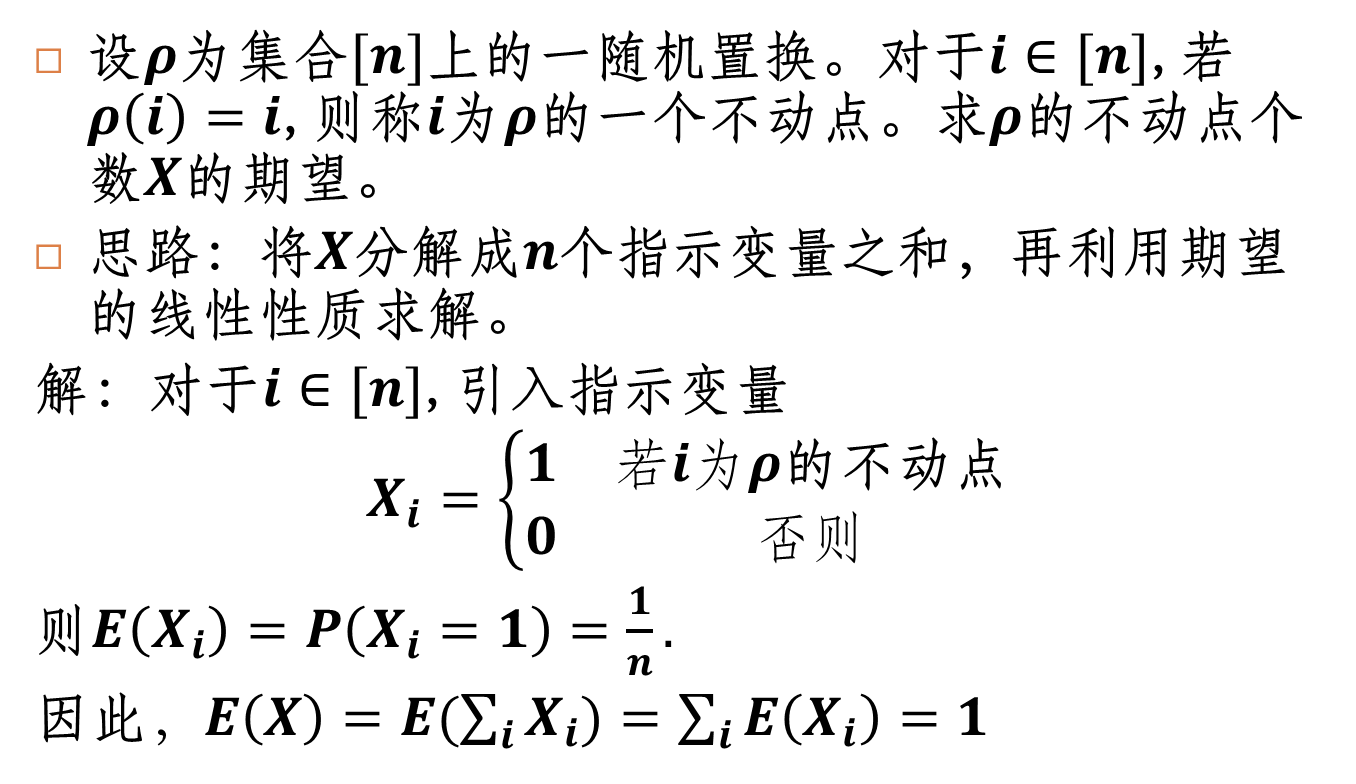 □ 设ρ为集合[n]上的一随机置换。对于i ∈ [n], 若
ρ(i) = i, 则称i为ρ的一个不动点。求ρ的不动点个
数X的期望。
□ 思路：将X分解成n个指示变量之和，再利用期望
的线性性质求解。
解：对于i ∈ [n], 引入指示变量
X_i = {1 若i为ρ的不动点
0 否则
则E(X_i) = P(X_i = 1) = 1/n.
因此，E(X) = E(∑_i X_i) = ∑_i E(X_i) = 1